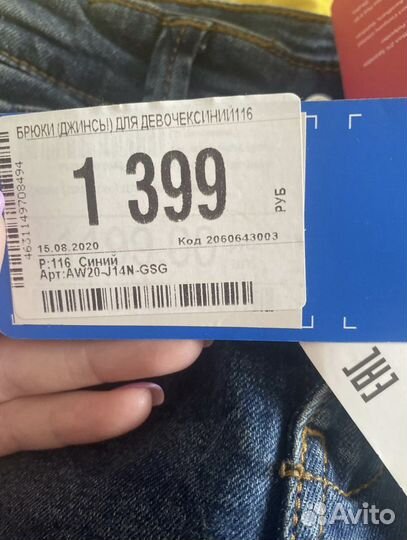 БРЮКИ (ДЖИНСЫ) ДЛЯ ДЕВОЧЕКСИНИЙ116
1 399
РУБ
15.08.2020
Код 2060643003
Р:116 Синий
Арт:AW20-J14N-GSG
4631149708494
EAC
Avito